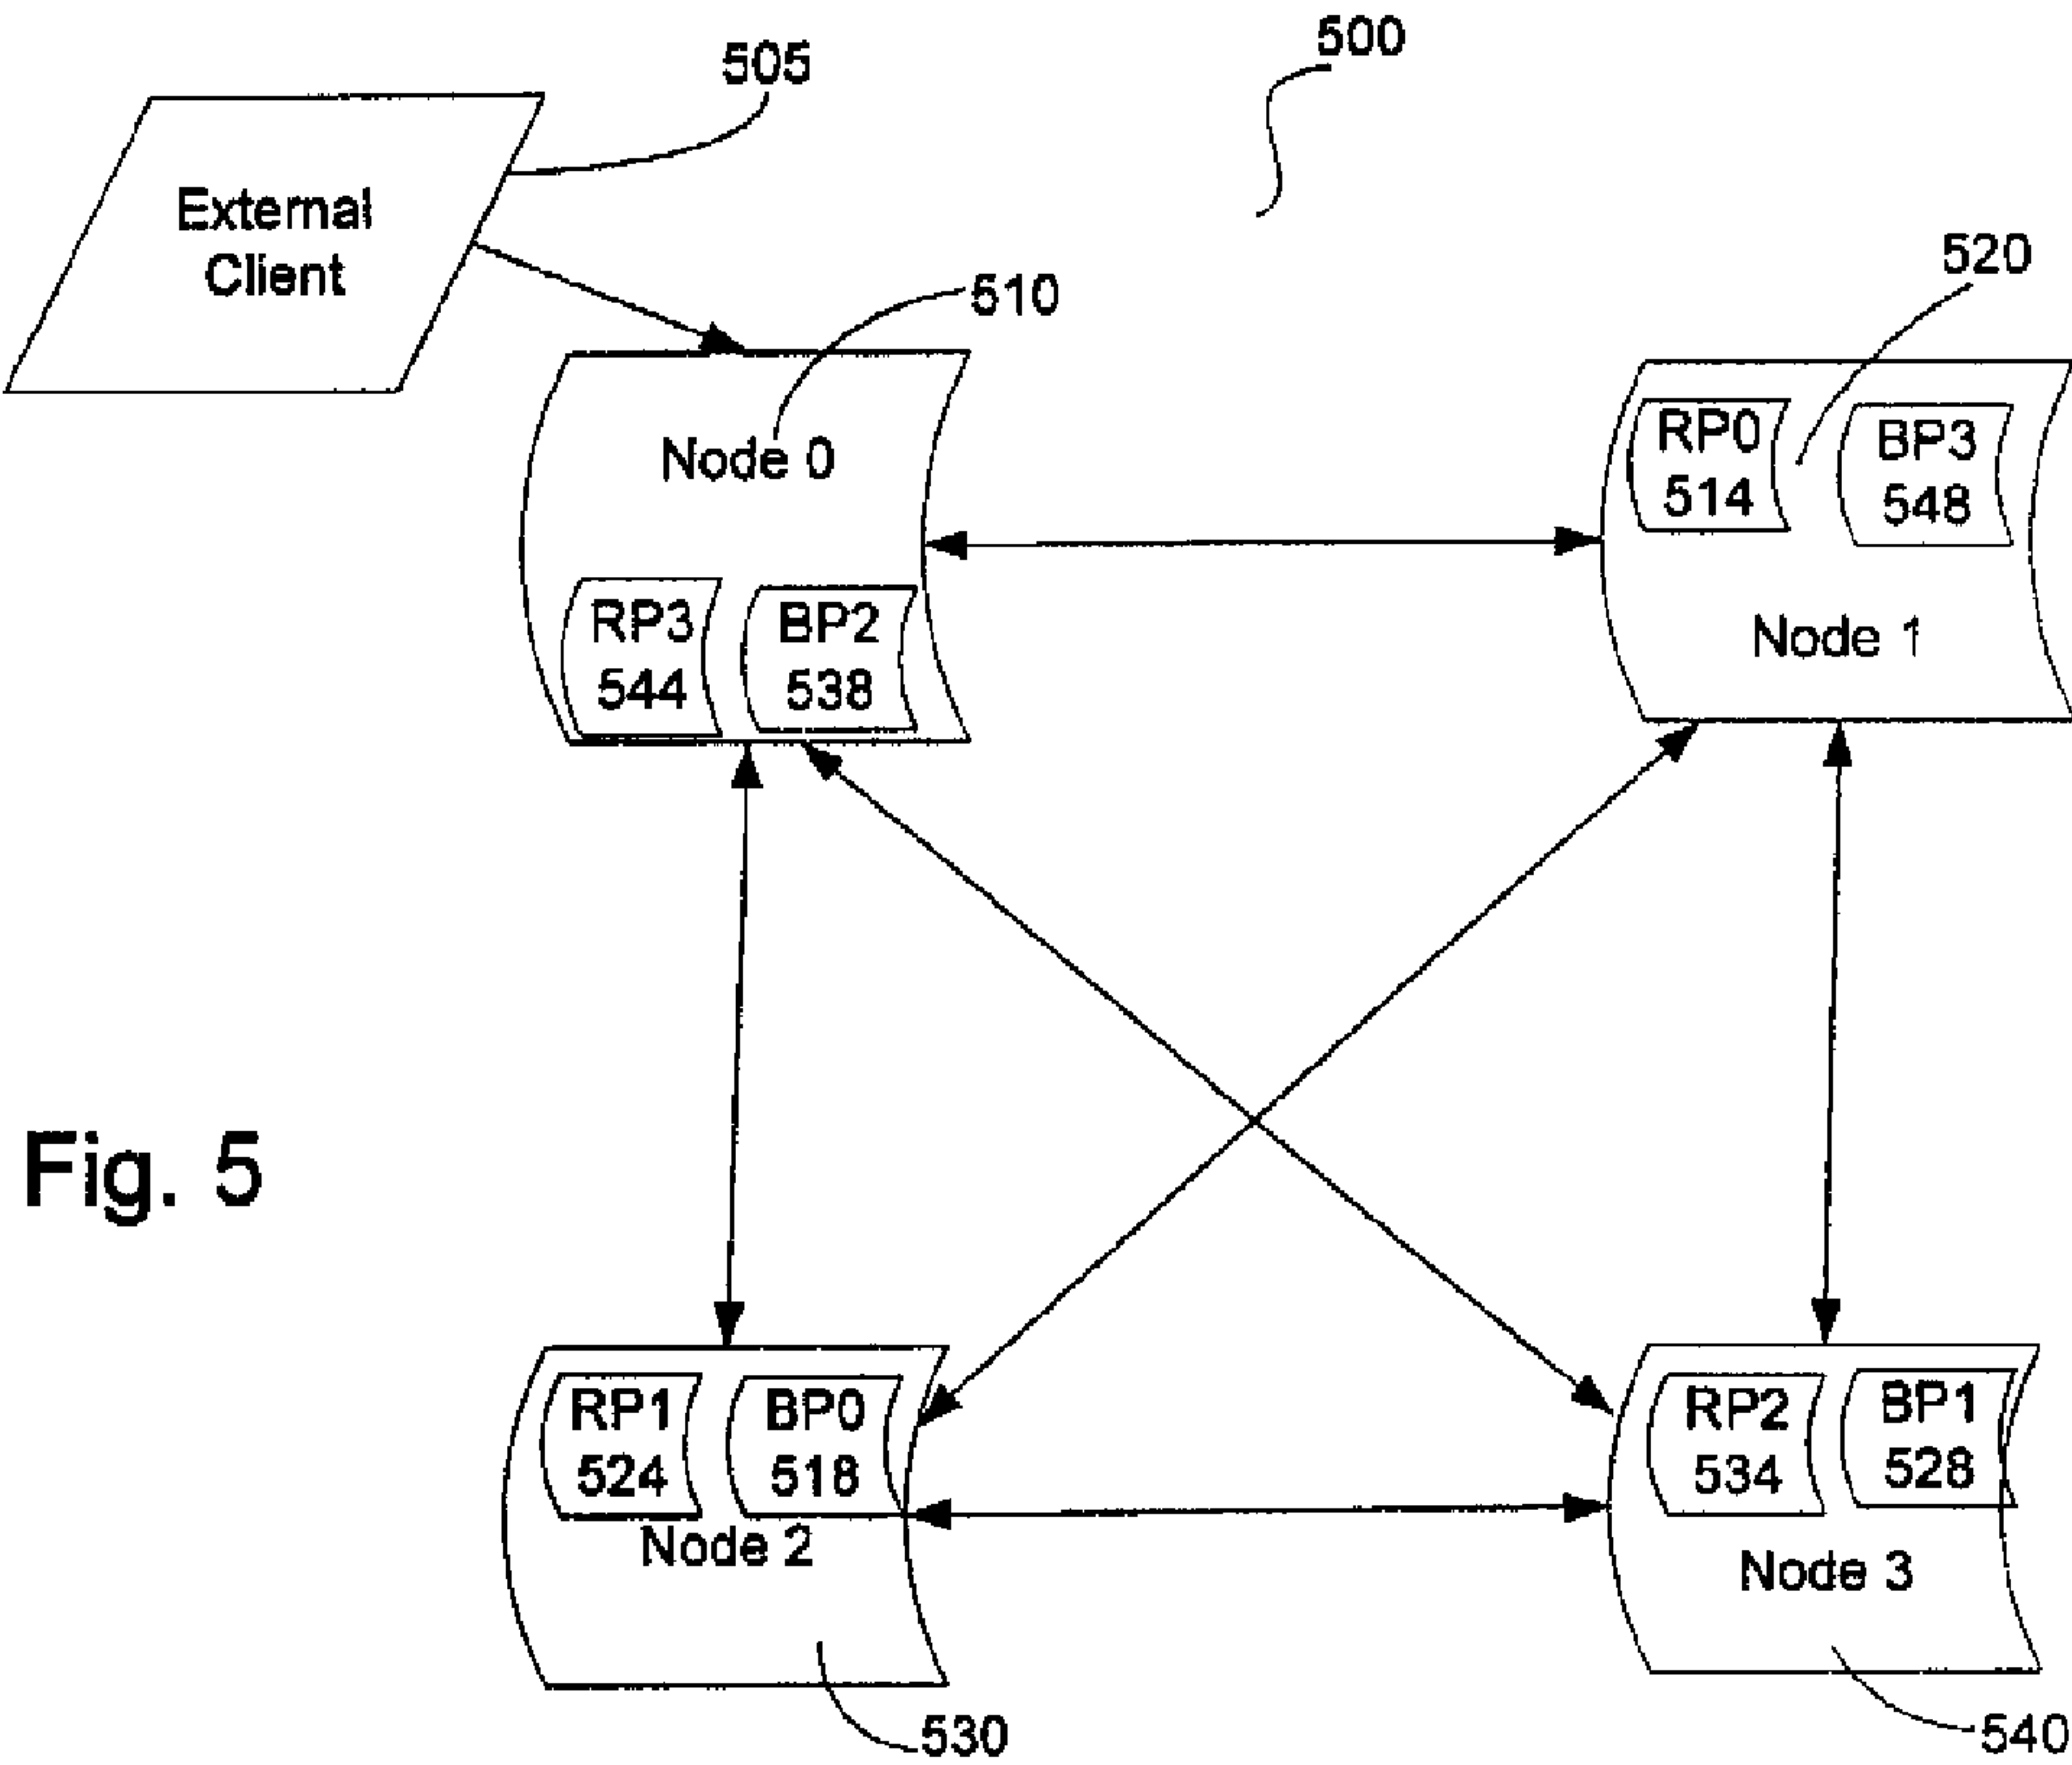 500
505
External
Client
520
510
Node 0
RP0
514
BP3
548
Node 1
RP3
544
BP2
538
Fig. 5
RP1
524
BP0
518
Node 2
RP2
534
BP1
528
Node 3
530
540